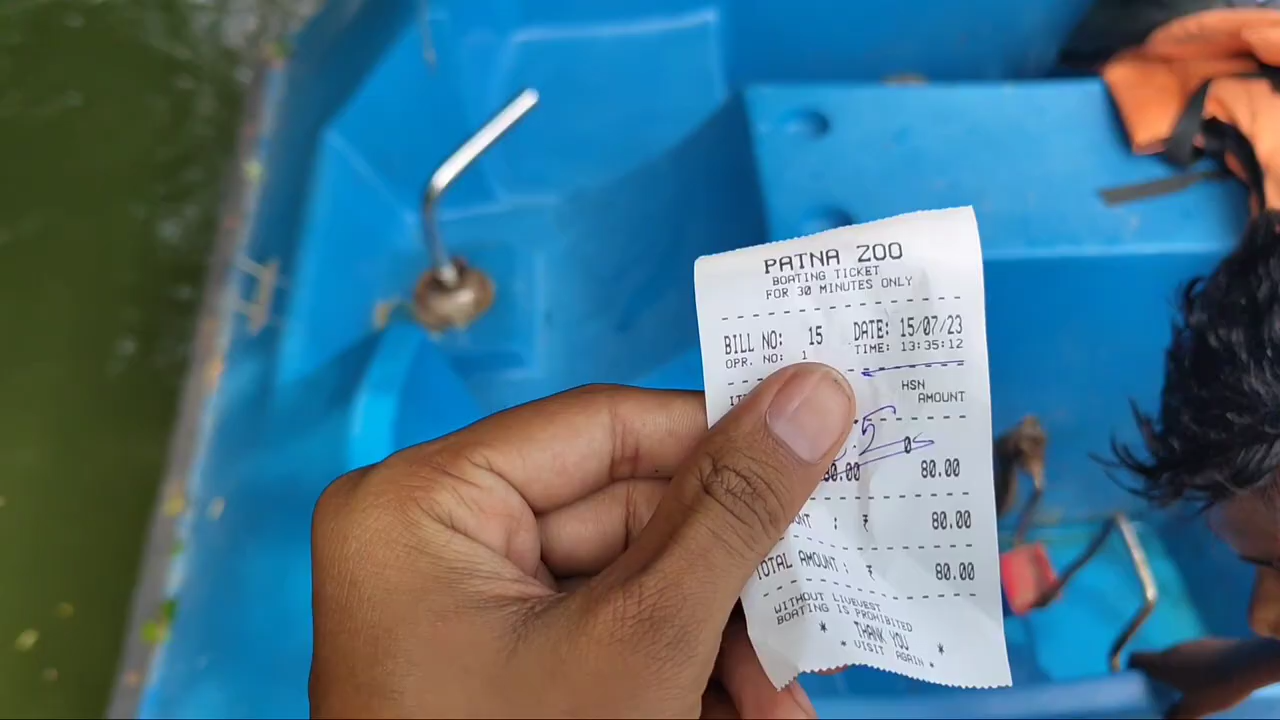 PATNA ZOO
BOATING TICKET
FOR 30 MINUTES ONLY
BILL NO: 15 DATE: 15/07/23
OPR. NO: 1 TIME: 13:35:12
HSN
AMOUNT
80.00 80.00
: ₹ 80.00
TOTAL AMOUNT: ₹ 80.00
WITHOUT LIVEVEST
BOATING IS PROHIBITED
* THANK YOU *
* VISIT AGAIN *